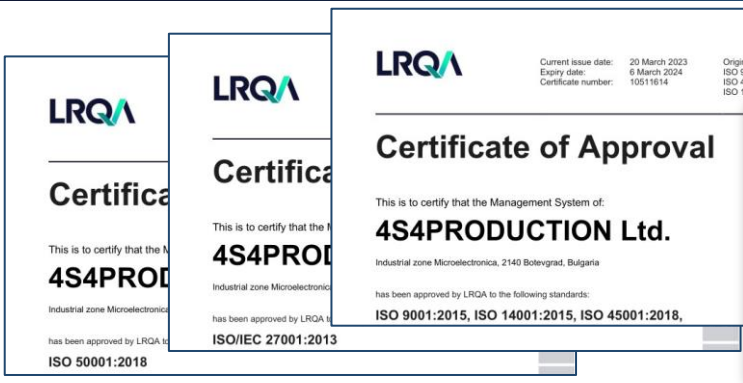 LRQA
Certifica
This is to certify that the
4S4PROD
Industrial zone Microelectronica
has been approved by LRQA to
ISO 50001:2018
LRQA
Certifica
This is to certify that the
4S4PROD
Industrial zone Microelectronica
has been approved by LRQA to
ISO/IEC 27001:2013
LRQA
Current issue date: 20 March 2023
Expiry date: 6 March 2024
Certificate number: 10511614
ISO
ISO
ISO
Certificate of Approval
This is to certify that the Management System of:
4S4PRODUCTION Ltd.
Industrial zone Microelectronica, 2140 Botevgrad, Bulgaria
has been approved by LRQA to the following standards:
ISO 9001:2015, ISO 14001:2015, ISO 45001:2018,